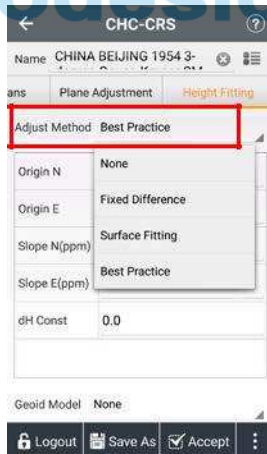 CHC-CRS
Name CHINA BEIJING 1954 3-
ans Plane Adjustment Height Fitting
Adjust Method Best Practice
Origin N
None
Origin E
Fixed Difference
Slope N(ppm)
Surface Fitting
Slope E(ppm)
Best Practice
dH Const 0.0
Geoid Model None
Logout Save As Accept